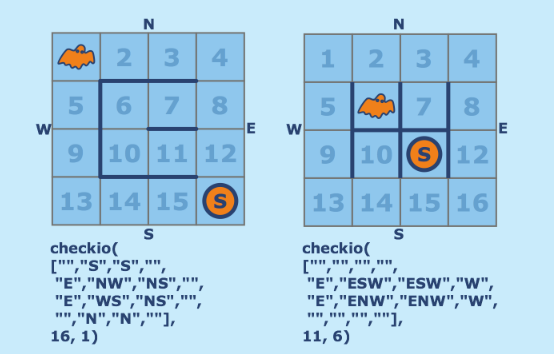 N
2 3 4
5 6 7 8
W E
9 10 11 12
13 14 15 S
S
checkio(
["","S","S","",
"E","NW","NS","",
"E","WS","NS","",
"","N","N",""],
16, 1)
N
1 2 3 4
5 7 8
W E
9 10 S 12
13 14 15 16
S
checkio(
["","","","",
"E","ESW","ESW","W",
"E","ENW","ENW","W",
"","","",""],
11, 6)